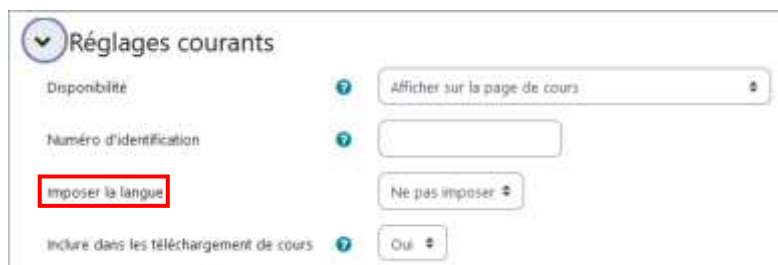 Réglages courants
Disponibilité Afficher sur la page de cours
Numéro d'identification
Imposer la langue Ne pas imposer
Inclure dans les téléchargement de cours Oui